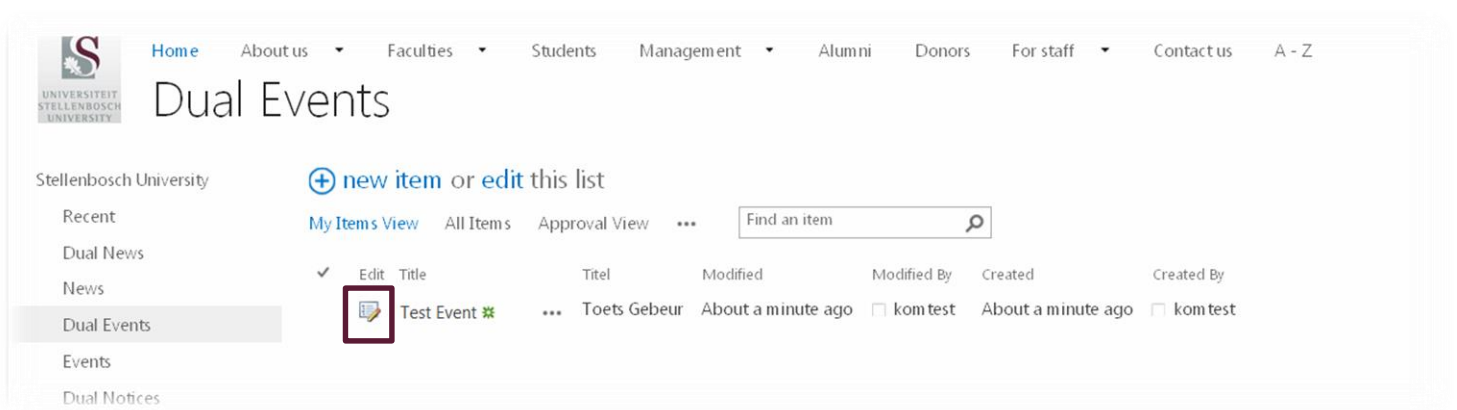 Home About us Faculties Students Management Alumni Donors For staff Contact us A - Z
S
UNIVERSITEIT
STELLENBOSCH
UNIVERSITY
Dual Events
Stellenbosch University
Recent
Dual News
News
Dual Events
Events
Dual Notices
new item or edit this list
My Items View All Items Approval View ••• Find an item
Edit Title Titel Modified Modified By Created Created By
Test Event ••• Toets Gebeur About a minute ago komtest About a minute ago komtest